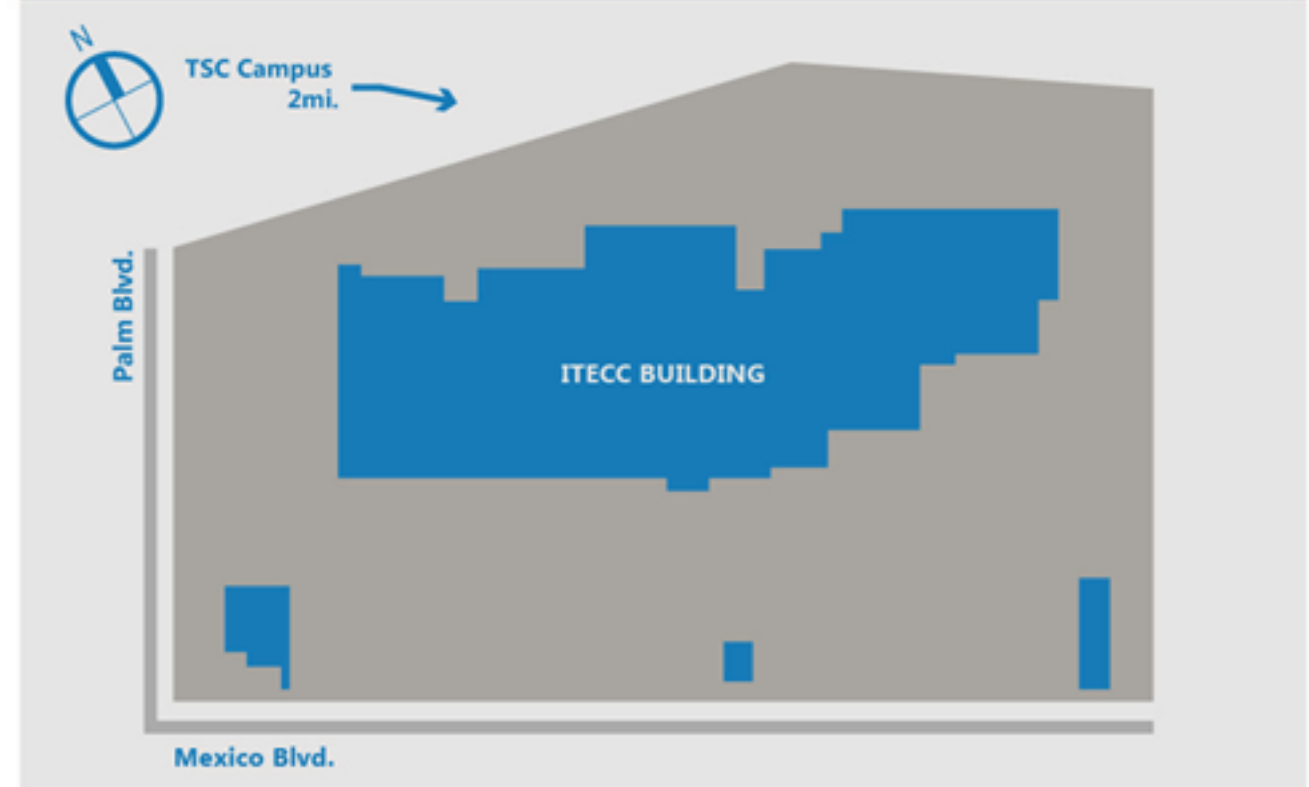 N
TSC Campus
2mi.
Palm Blvd.
ITECC BUILDING
Mexico Blvd.